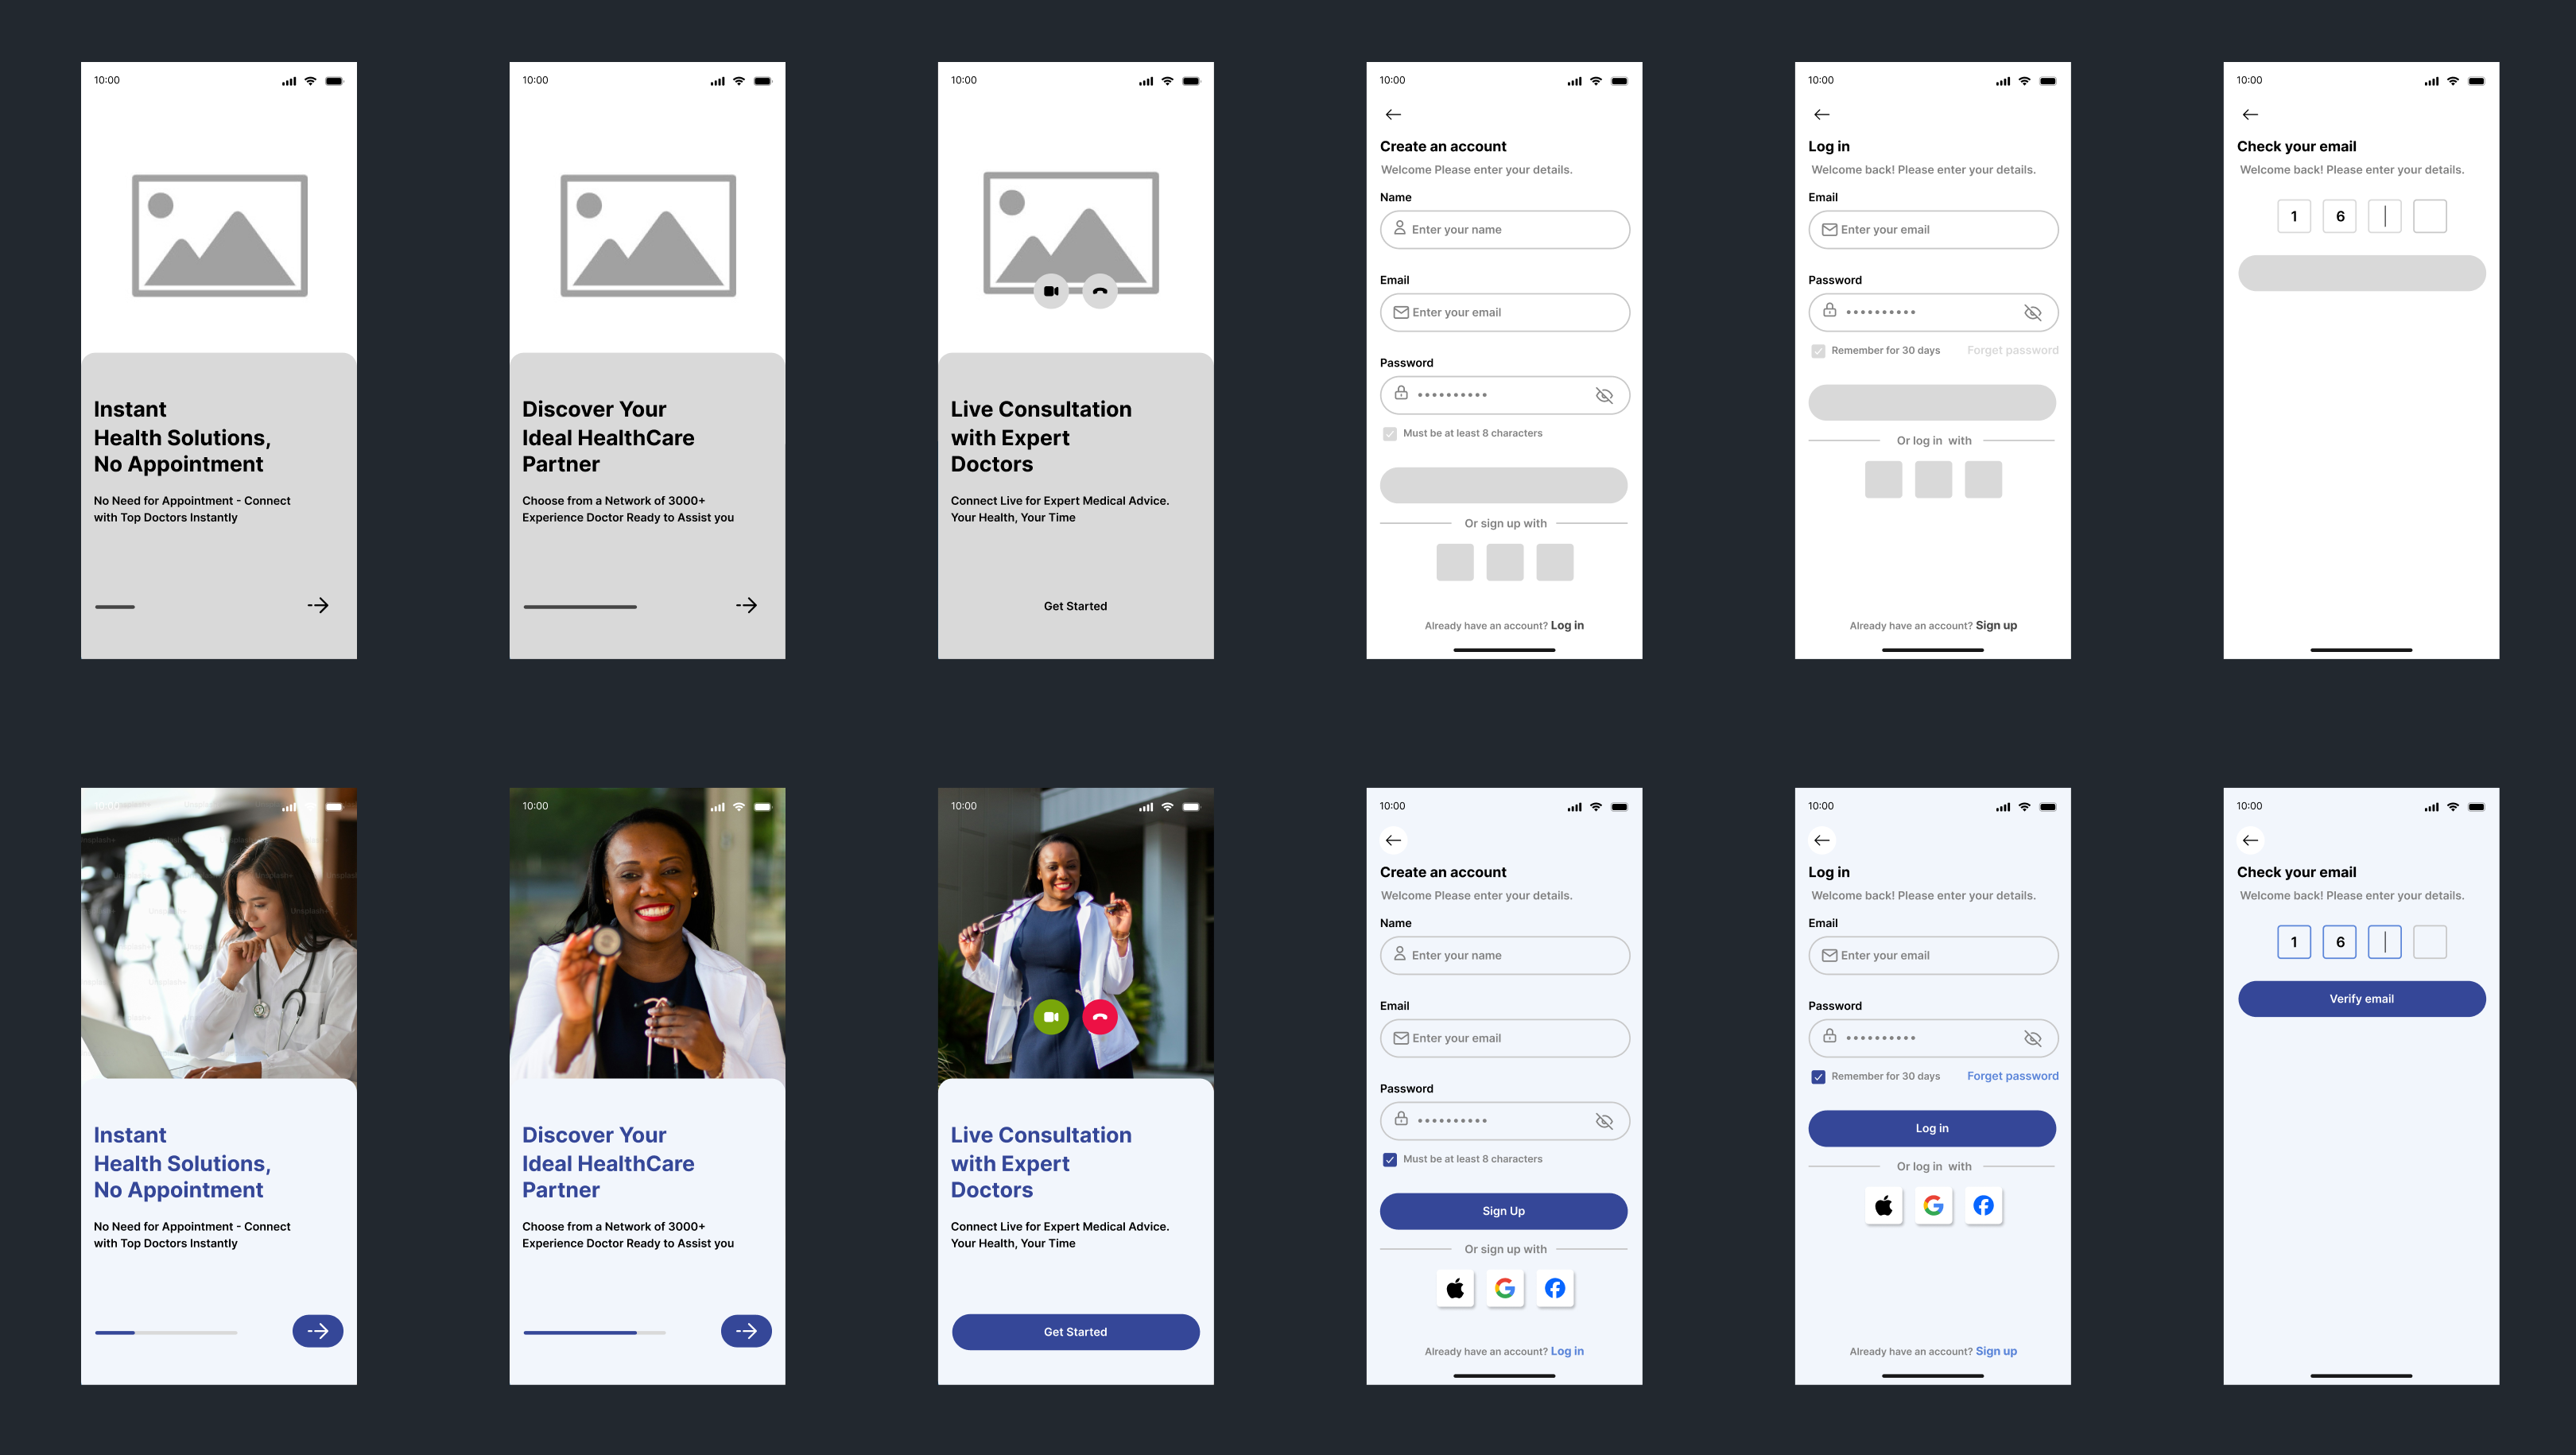 10:00
Instant
Health Solutions,
No Appointment
No Need for Appointment - Connect
with Top Doctors Instantly
10:00
Discover Your
Ideal HealthCare
Partner
Choose from a Network of 3000+
Experience Doctor Ready to Assist you
10:00
Live Consultation
with Expert
Doctors
Connect Live for Expert Medical Advice.
Your Health, Your Time
Get Started
10:00
Create an account
Welcome Please enter your details.
Name
Enter your name
Email
Enter your email
Password
Must be at least 8 characters
Or sign up with
Already have an account? Log in
10:00
Log in
Welcome back! Please enter your details.
Email
Enter your email
Password
Remember for 30 days Forget password
Or log in with
Already have an account? Sign up
10:00
Check your email
Welcome back! Please enter your details.
1 6
10:00
Instant
Health Solutions,
No Appointment
No Need for Appointment - Connect
with Top Doctors Instantly
10:00
Discover Your
Ideal HealthCare
Partner
Choose from a Network of 3000+
Experience Doctor Ready to Assist you
10:00
Live Consultation
with Expert
Doctors
Connect Live for Expert Medical Advice.
Your Health, Your Time
Get Started
10:00
Create an account
Welcome Please enter your details.
Name
Enter your name
Email
Enter your email
Password
Must be at least 8 characters
Sign Up
Or sign up with
Already have an account? Log in
10:00
Log in
Welcome back! Please enter your details.
Email
Enter your email
Password
Remember for 30 days Forget password
Log in
Or log in with
Already have an account? Sign up
10:00
Check your email
Welcome back! Please enter your details.
1 6
Verify email